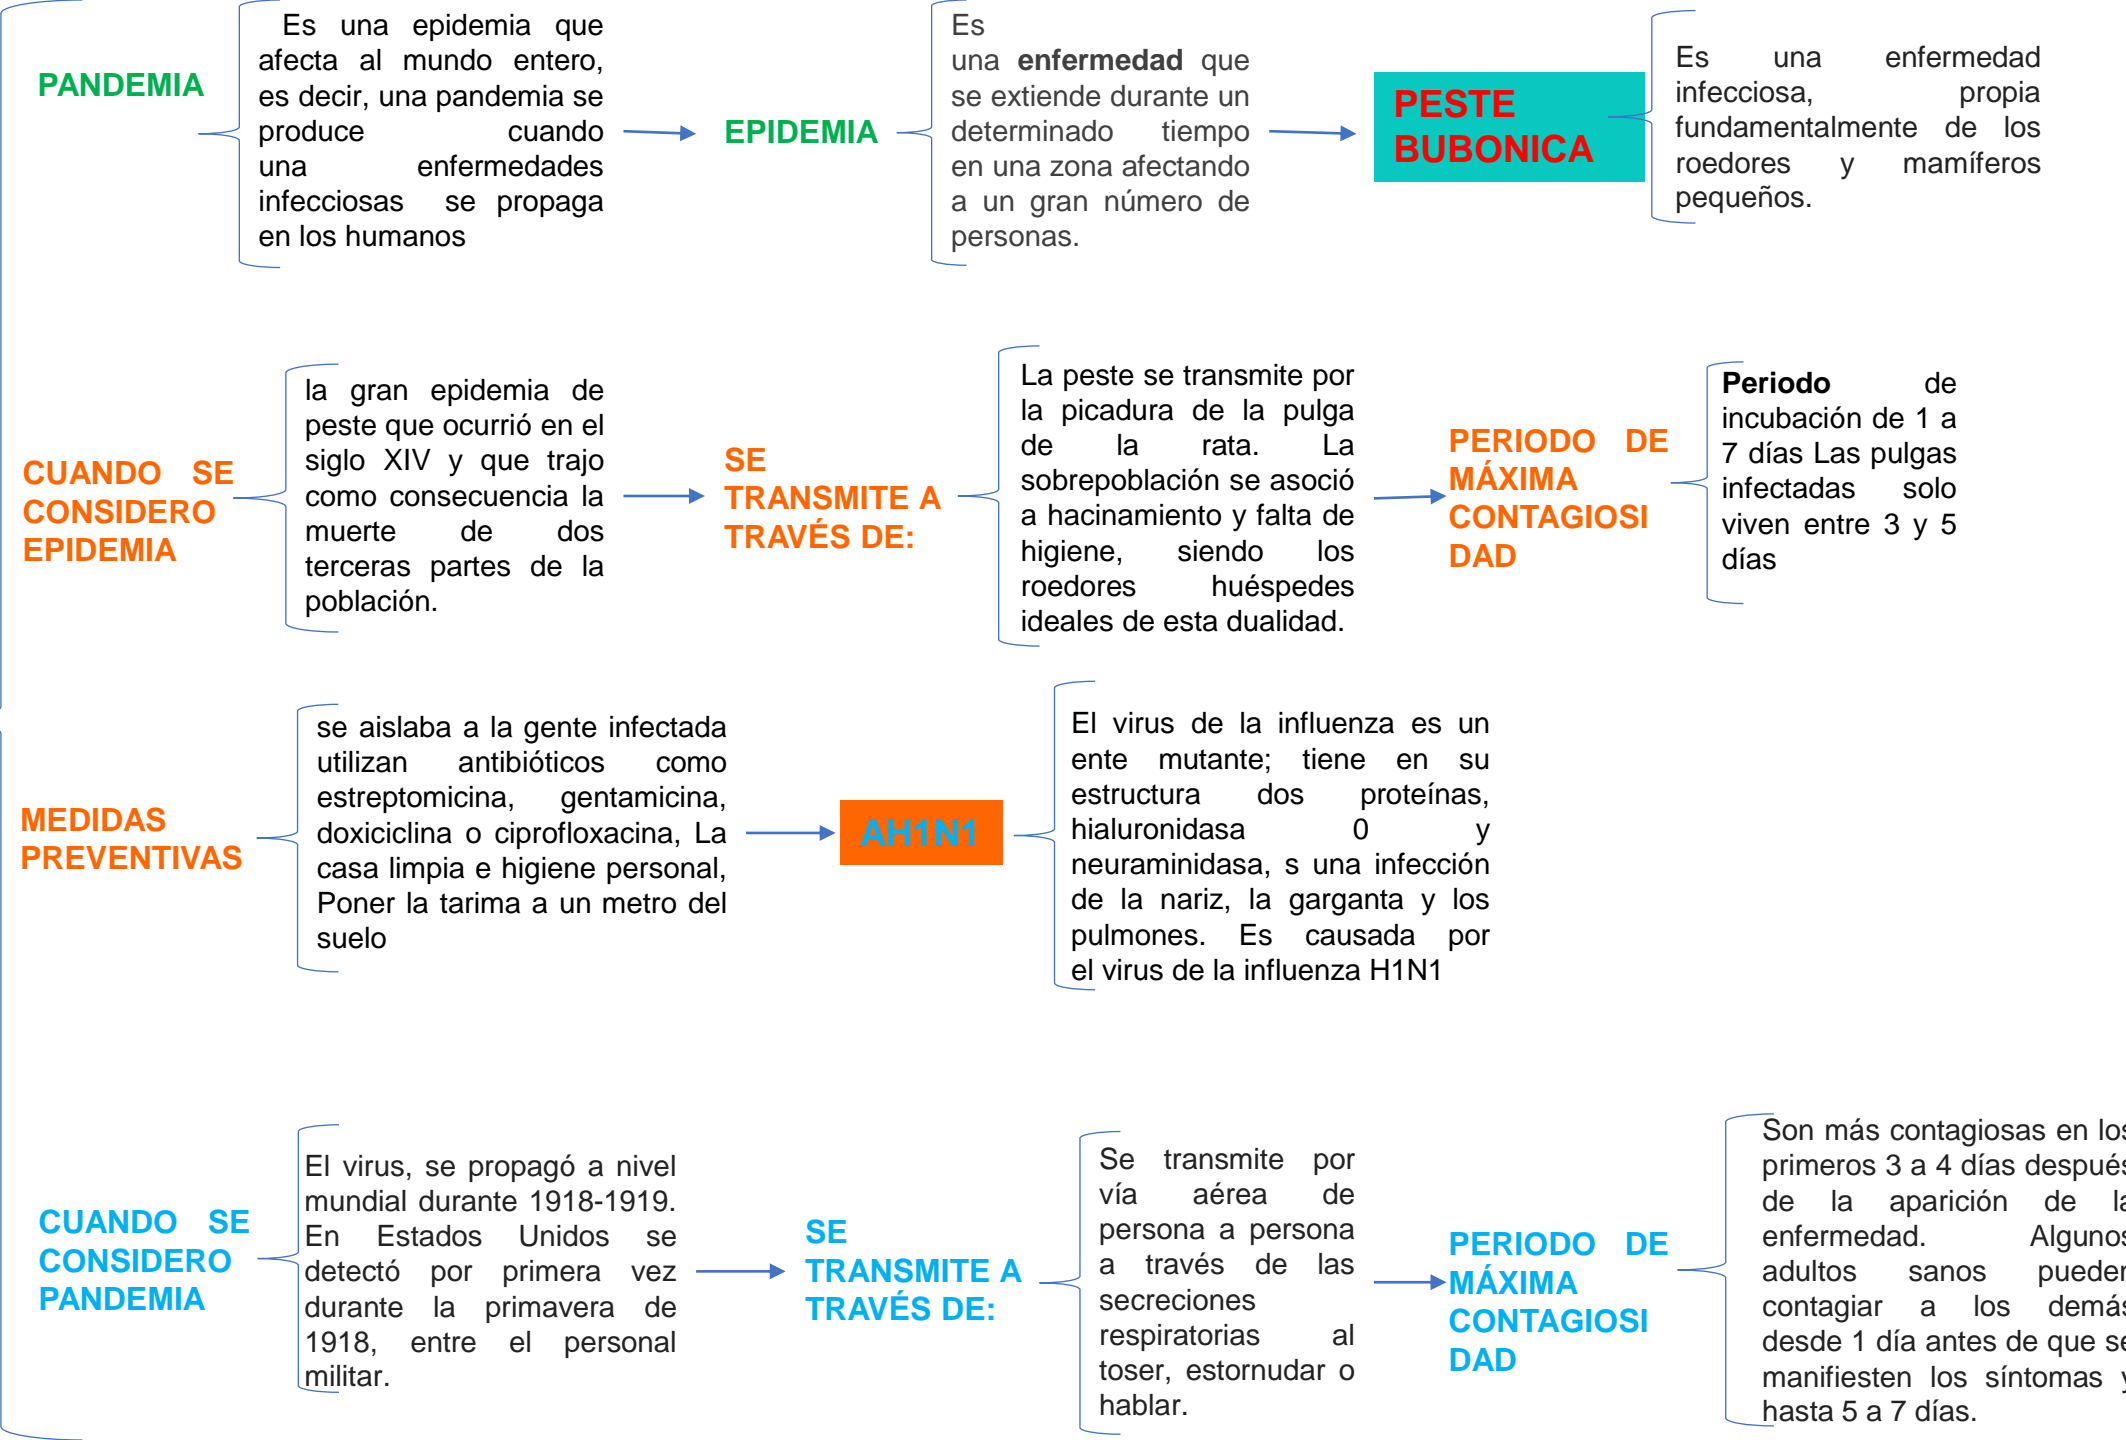 PANDEMIA
Es una epidemia que
afecta al mundo entero,
es decir, una pandemia se
produce cuando
una enfermedades
infecciosas se propaga
en los humanos
EPIDEMIA
Es
una enfermedad que
se extiende durante un
determinado tiempo
en una zona afectando
a un gran número de
personas.
PESTE
BUBONICA
Es una enfermedad
infecciosa, propia
fundamentalmente de los
roedores y mamíferos
pequeños.
CUANDO SE
CONSIDERO
EPIDEMIA
la gran epidemia de
peste que ocurrió en el
siglo XIV y que trajo
como consecuencia la
muerte de dos
terceras partes de la
población.
SE
TRANSMITE A
TRAVÉS DE:
La peste se transmite por
la picadura de la pulga
de la rata. La
sobrepoblación se asoció
a hacinamiento y falta de
higiene, siendo los
roedores huéspedes
ideales de esta dualidad.
PERIODO DE
MÁXIMA
CONTAGIOSI
DAD
Periodo de
incubación de 1 a
7 días Las pulgas
infectadas solo
viven entre 3 y 5
días
MEDIDAS
PREVENTIVAS
se aislaba a la gente infectada
utilizan antibióticos como
estreptomicina, gentamicina,
doxiciclina o ciprofloxacina, La
casa limpia e higiene personal,
Poner la tarima a un metro del
suelo
AH1N1
El virus de la influenza es un
ente mutante; tiene en su
estructura dos proteínas,
hialuronidasa 0 y
neuraminidasa, s una infección
de la nariz, la garganta y los
pulmones. Es causada por
el virus de la influenza H1N1
CUANDO SE
CONSIDERO
PANDEMIA
El virus, se propagó a nivel
mundial durante 1918-1919.
En Estados Unidos se
detectó por primera vez
durante la primavera de
1918, entre el personal
militar.
SE
TRANSMITE A
TRAVÉS DE:
Se transmite por
vía aérea de
persona a persona
a través de las
secreciones
respiratorias al
toser, estornudar o
hablar.
PERIODO DE
MÁXIMA
CONTAGIOSI
DAD
Son más contagiosas en los
primeros 3 a 4 días después
de la aparición de la
enfermedad. Algunos
adultos sanos pueden
contagiar a los demás
desde 1 día antes de que se
manifiesten los síntomas y
hasta 5 a 7 días.